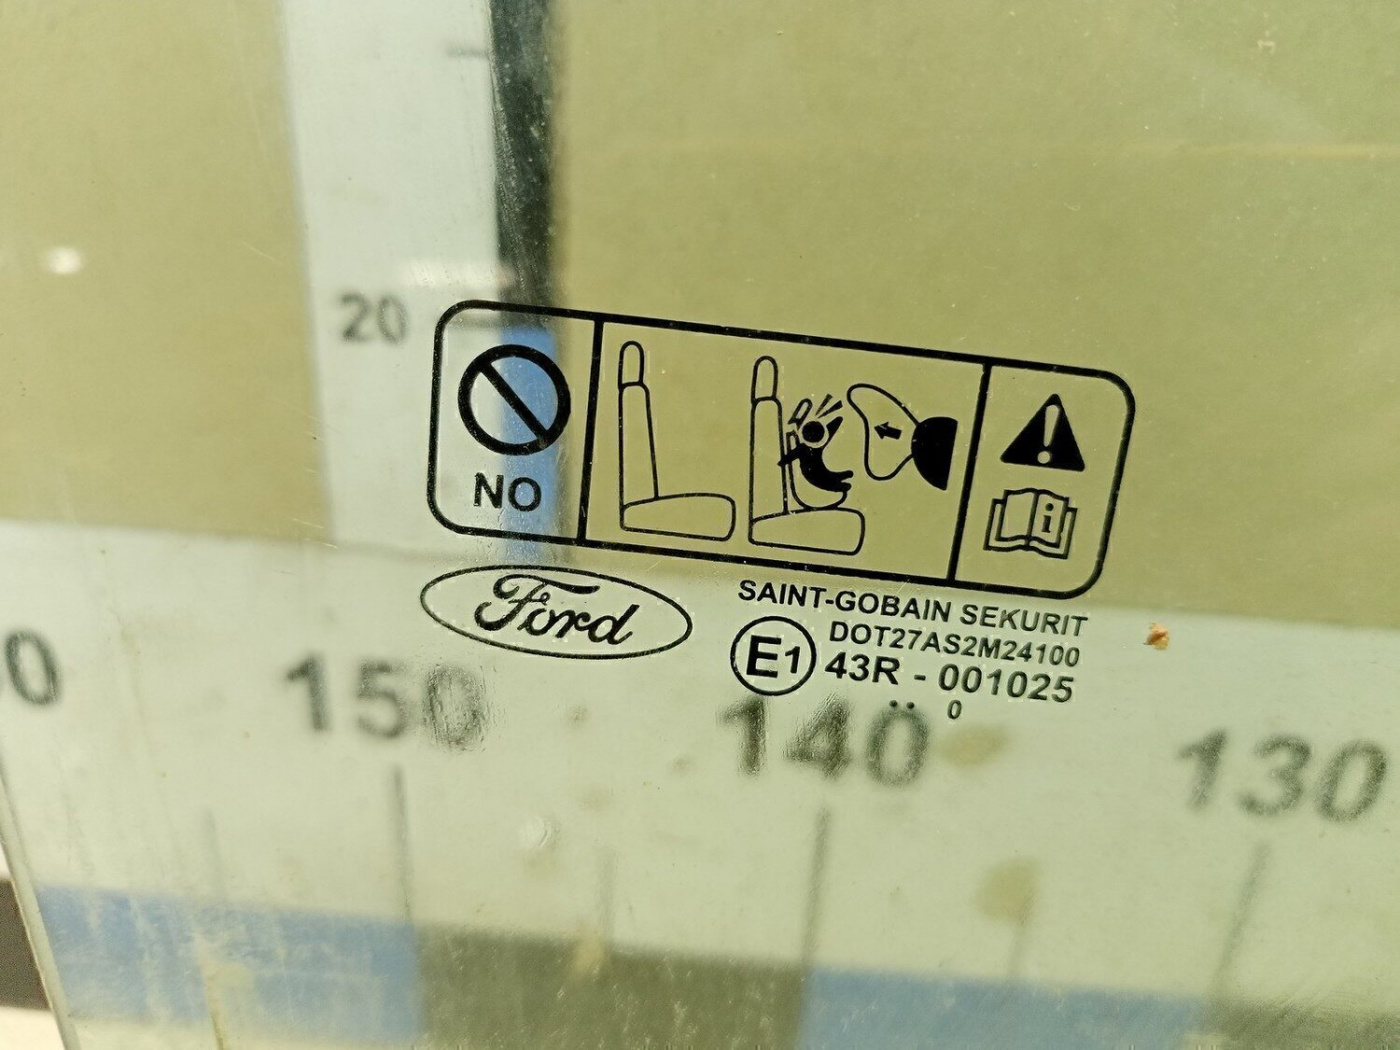 20
NO
i
Ford
SAINT-GOBAIN SEKURIT
DOT27AS2M24100
E1 43R - 001025
.. 0
150
140
130